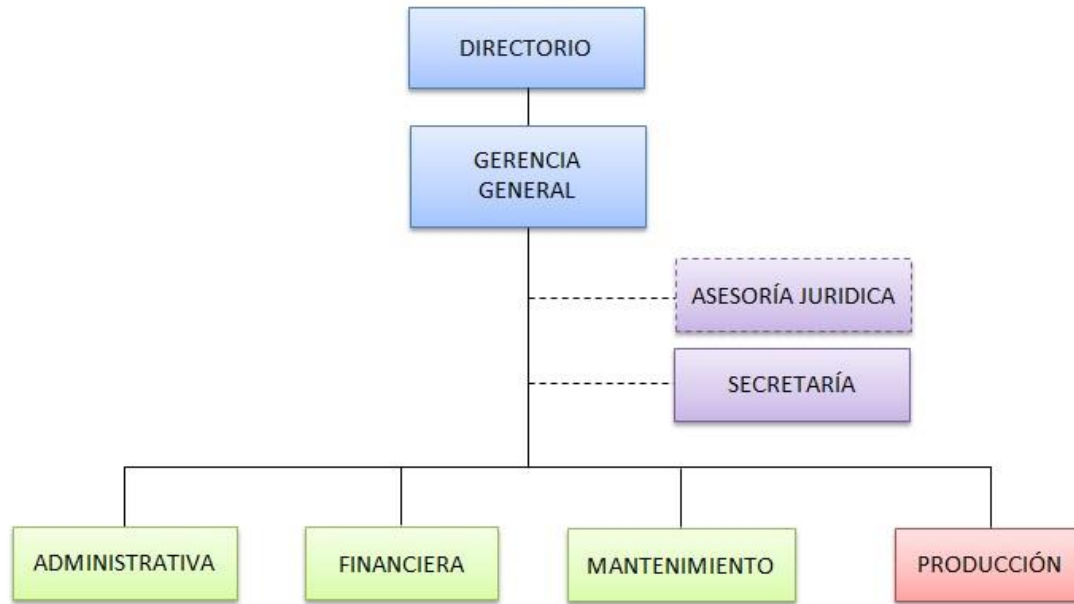 DIRECTORIO
GERENCIA
GENERAL
ASESORÍA JURIDICA
SECRETARÍA
ADMINISTRATIVA
FINANCIERA
MANTENIMIENTO
PRODUCCIÓN